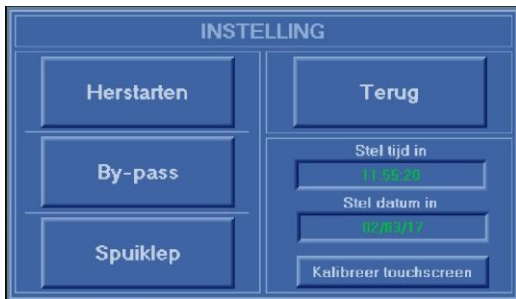 INSTELLING
Herstarten
By-pass
Spuiklep
Terug
Stel tijd in
11:55:20
Stel datum in
02/03/17
Kalibreer touchscreen